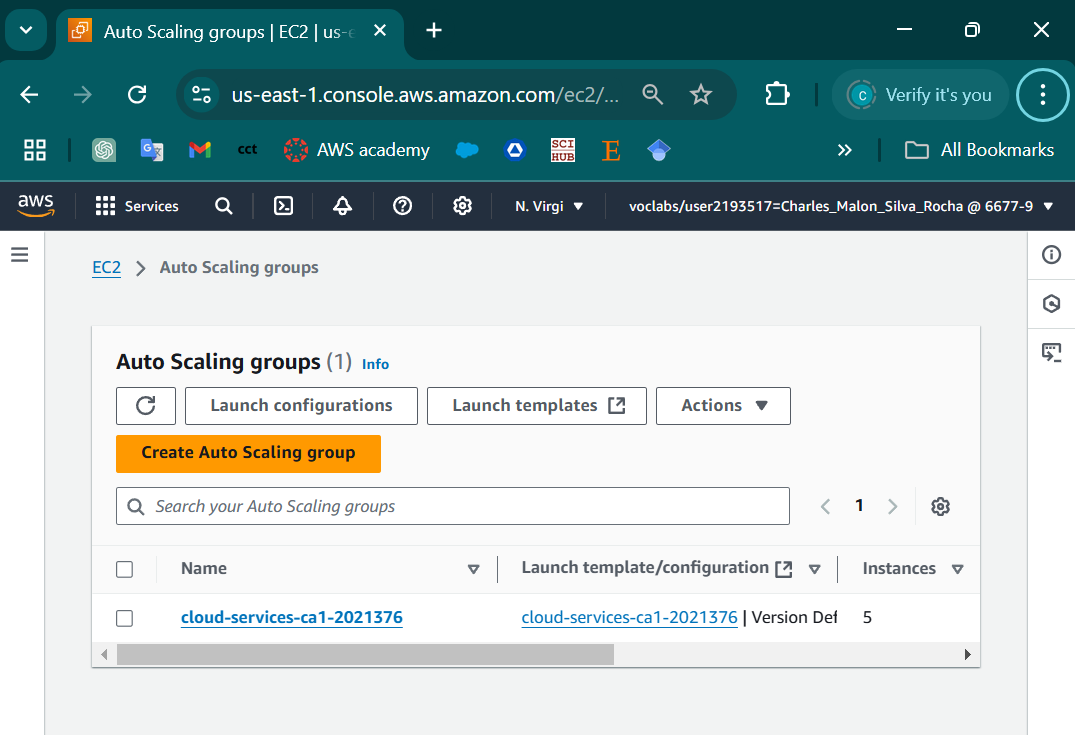 Auto Scaling groups | EC2 | us-e
us-east-1.console.aws.amazon.com/ec2/...
C Verify it's you
cct
AWS academy
SCI HUB
E
All Bookmarks
aws
Services
N. Virgi
voclabs/user2193517=Charles_Malon_Silva_Rocha @ 6677-9
EC2 > Auto Scaling groups
Auto Scaling groups (1) Info
Launch configurations
Launch templates
Actions
Create Auto Scaling group
Search your Auto Scaling groups
1
Name
Launch template/configuration
Instances
cloud-services-ca1-2021376
cloud-services-ca1-2021376 | Version Def
5